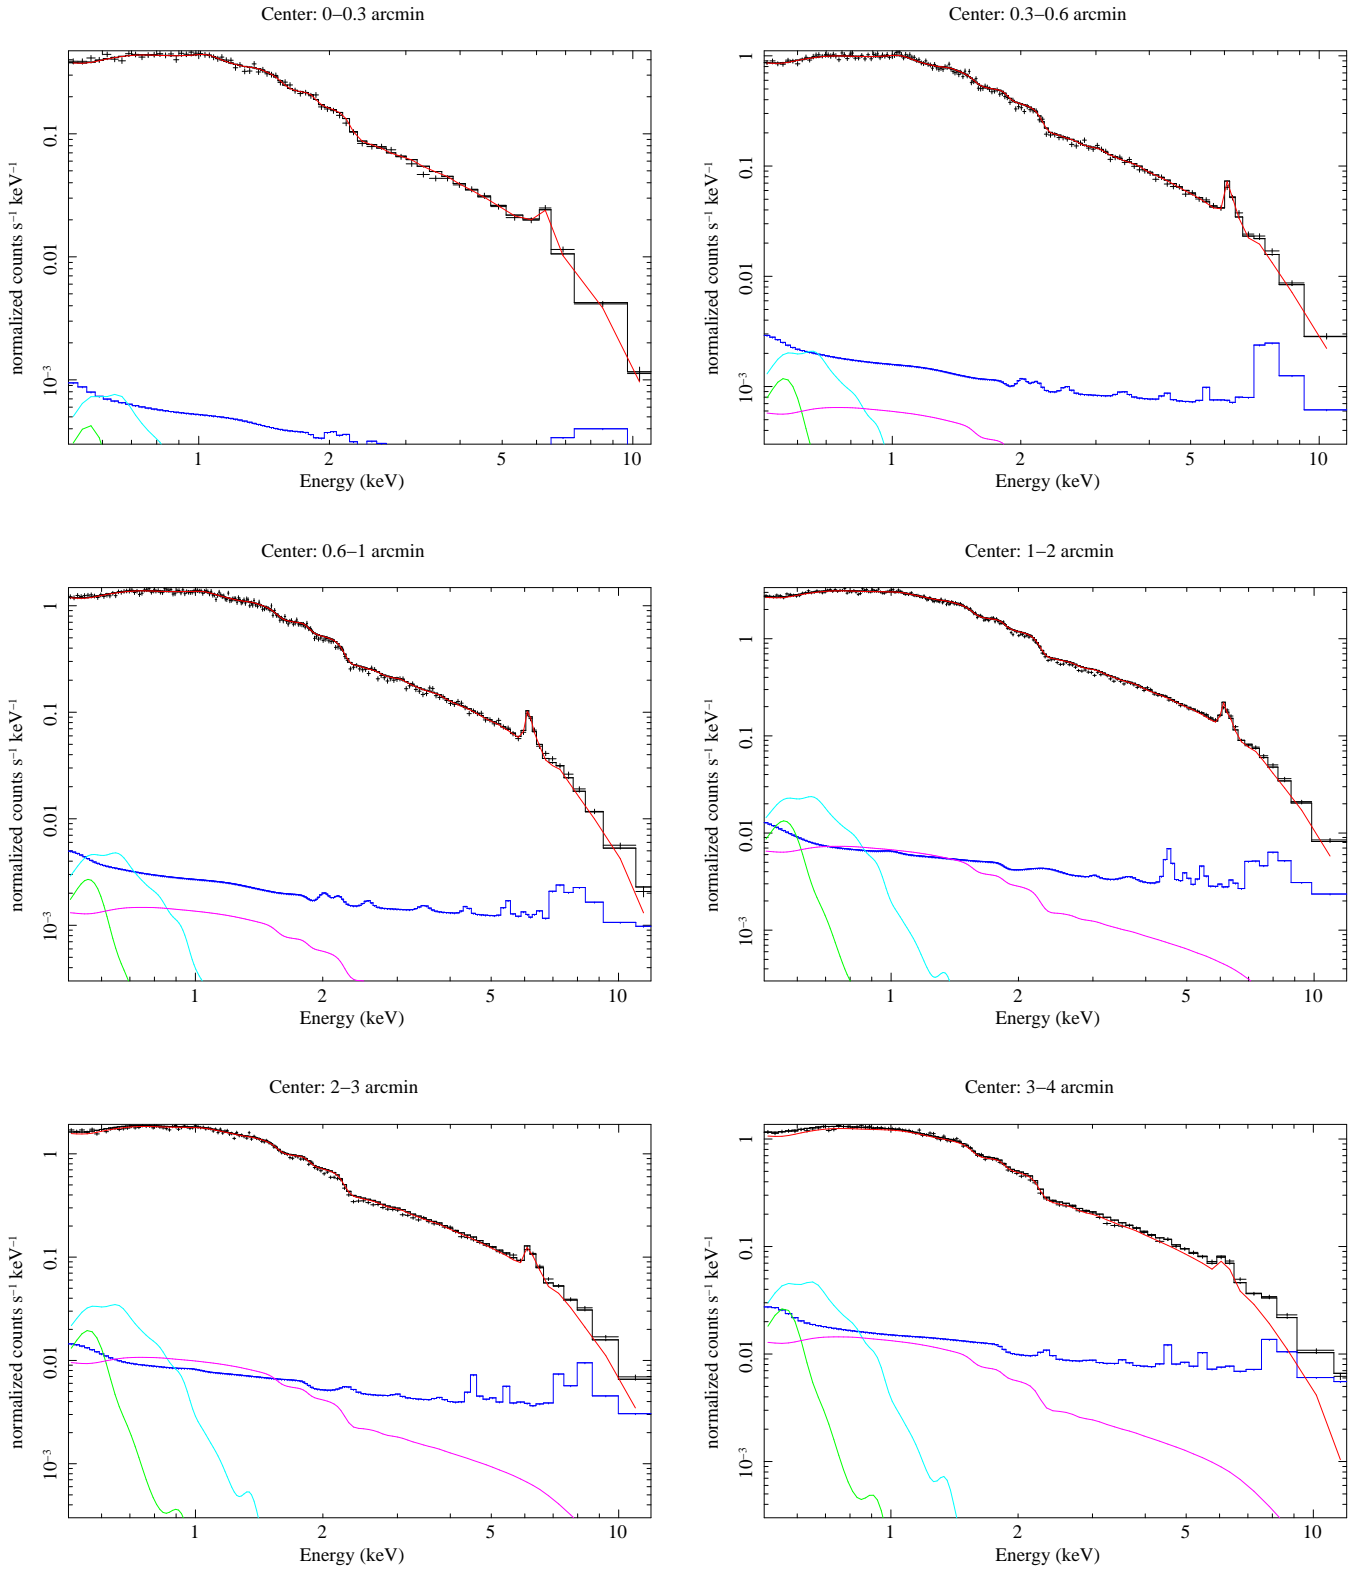 Center: 0–0.3 arcmin
normalized counts s⁻¹ keV⁻¹
0.1
0.01
10⁻³
1
2
5
10
Energy (keV)
Center: 0.3–0.6 arcmin
normalized counts s⁻¹ keV⁻¹
1
0.1
0.01
10⁻³
1
2
5
10
Energy (keV)
Center: 0.6–1 arcmin
normalized counts s⁻¹ keV⁻¹
1
0.1
0.01
10⁻³
1
2
5
10
Energy (keV)
Center: 1–2 arcmin
normalized counts s⁻¹ keV⁻¹
1
0.1
0.01
10⁻³
1
2
5
10
Energy (keV)
Center: 2–3 arcmin
normalized counts s⁻¹ keV⁻¹
1
0.1
0.01
10⁻³
1
2
5
10
Energy (keV)
Center: 3–4 arcmin
normalized counts s⁻¹ keV⁻¹
1
0.1
0.01
10⁻³
1
2
5
10
Energy (keV)